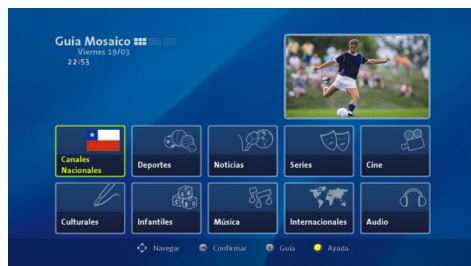 Guía Mosaico
Viernes 19/03
22:53
Canales
Nacionales
Deportes
Noticias
Series
Cine
Culturales
Infantiles
Música
Internacionales
Audio
Navegar
Confirmar
Guía
Ayuda